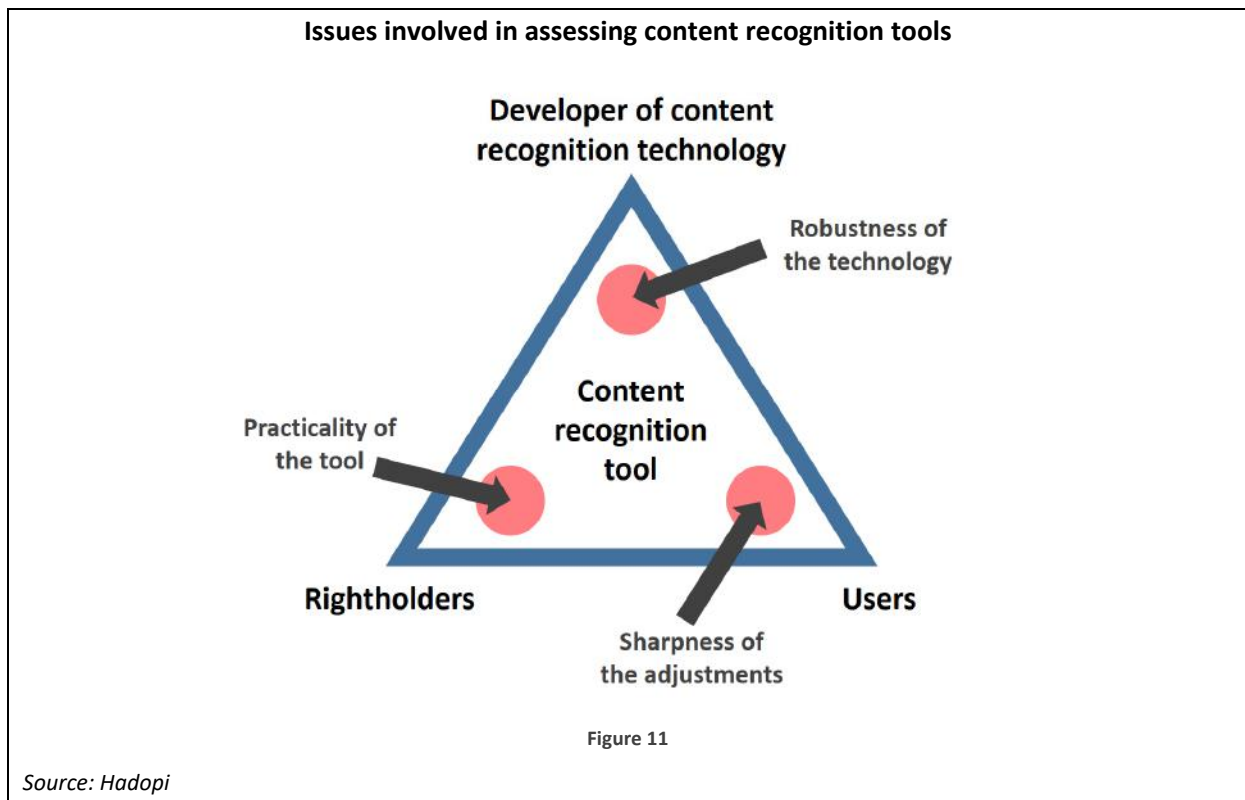 Issues involved in assessing content recognition tools
Developer of content
recognition technology
Robustness of
the technology
Content
recognition
tool
Practicality of
the tool
Rightholders
Users
Sharpness of
the adjustments
Figure 11
Source: Hadopi